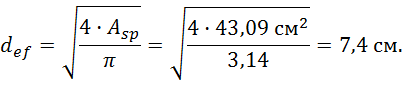 d_ef = √(4 · A_sp / π) = √(4 · 43,09 см² / 3,14) = 7,4 см.